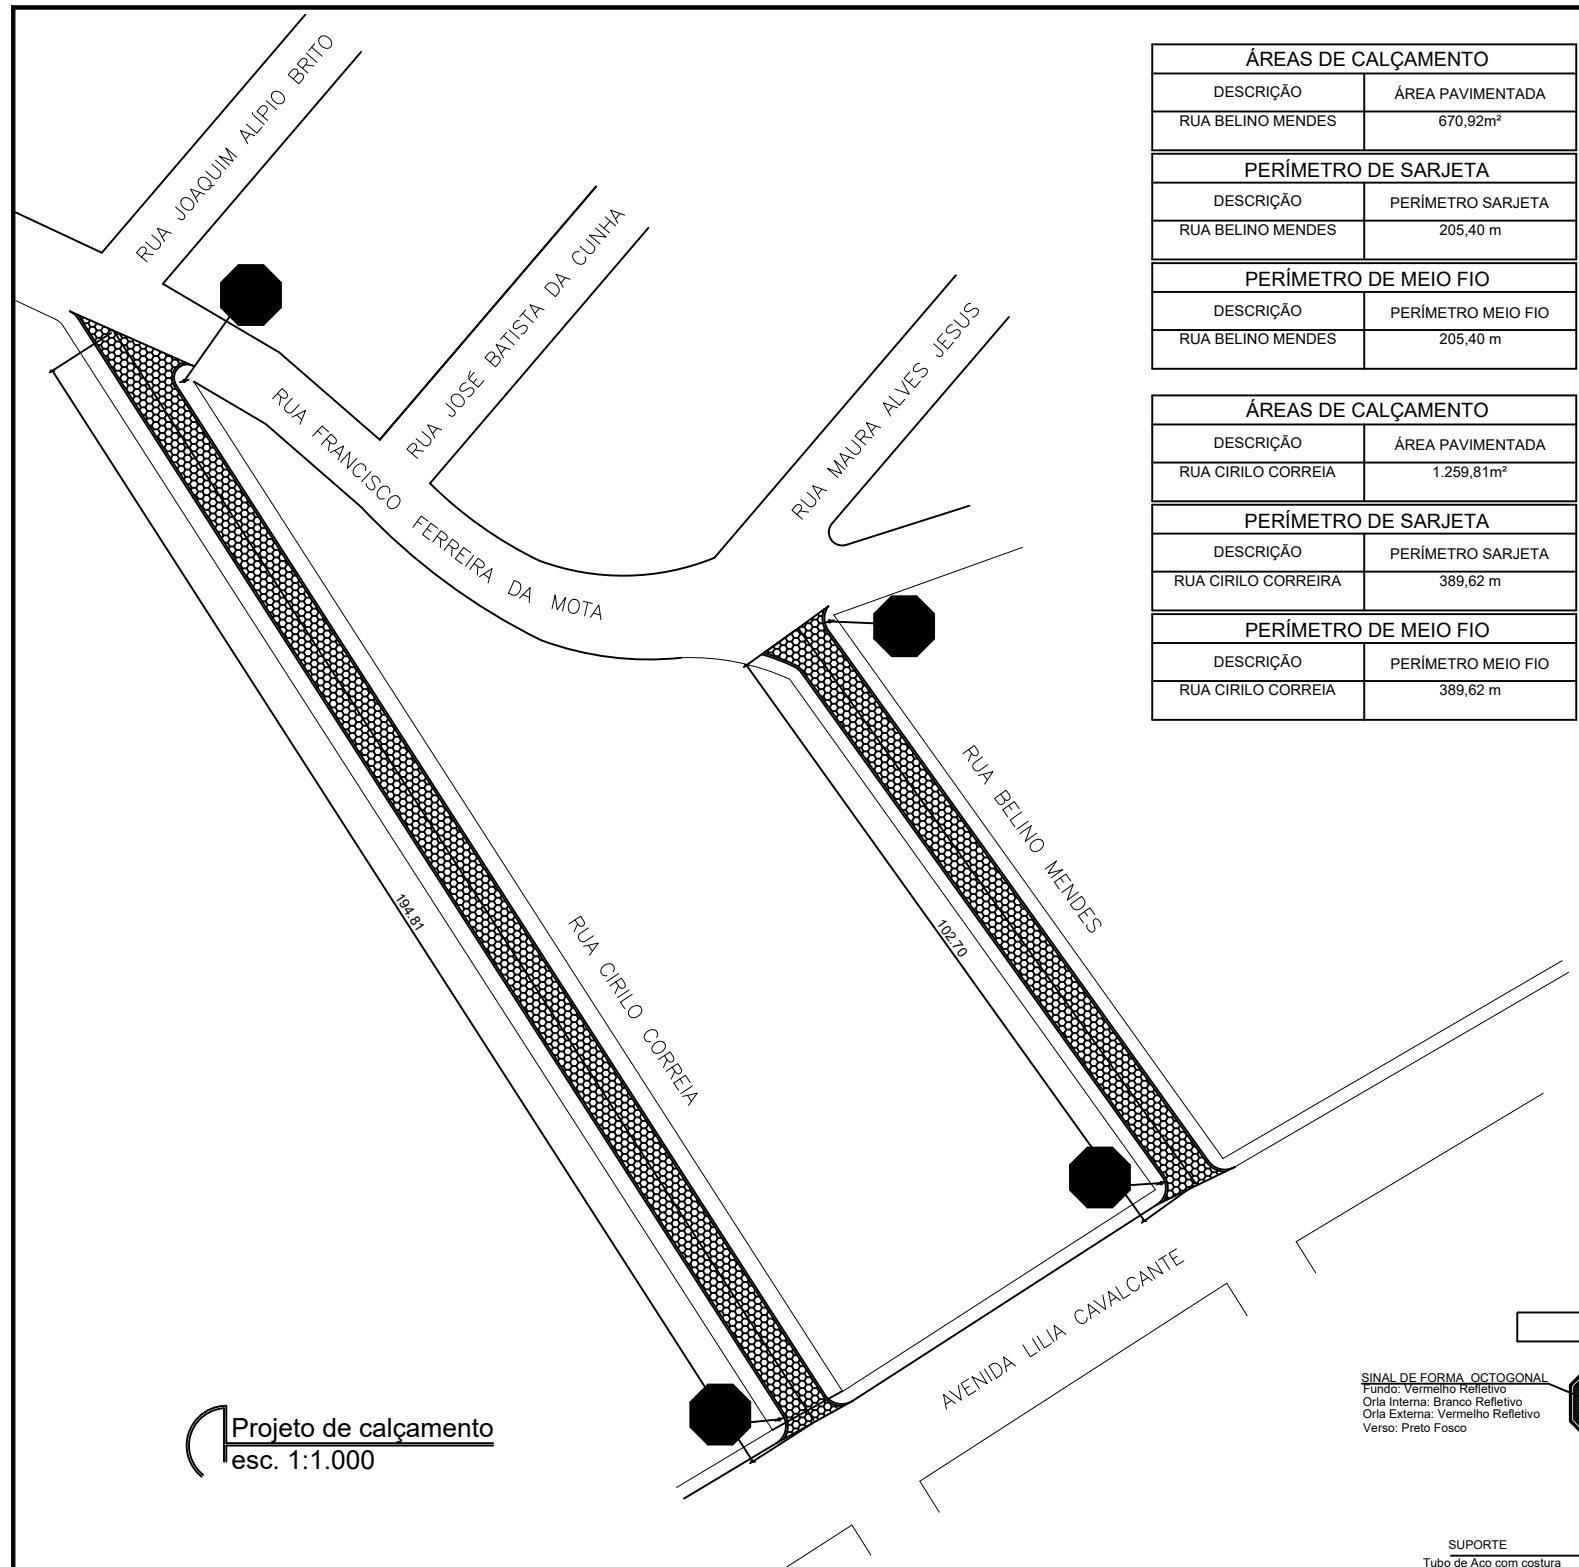 RUA JOAQUIM ALÍPIO BRITO
RUA JOSÉ BATISTA DA CUNHA
RUA FRANCISCO FERREIRA DA MOTA
RUA MAURA ALVES JESUS
RUA BELINO MENDES
RUA CIRILO CORREIA
194.81
102.70
AVENIDA LILIA CAVALCANTE
ÁREAS DE CALÇAMENTO
DESCRIÇÃO ÁREA PAVIMENTADA
RUA BELINO MENDES 670,92m²
PERÍMETRO DE SARJETA
DESCRIÇÃO PERÍMETRO SARJETA
RUA BELINO MENDES 205,40 m
PERÍMETRO DE MEIO FIO
DESCRIÇÃO PERÍMETRO MEIO FIO
RUA BELINO MENDES 205,40 m
ÁREAS DE CALÇAMENTO
DESCRIÇÃO ÁREA PAVIMENTADA
RUA CIRILO CORREIA 1.259,81m²
PERÍMETRO DE SARJETA
DESCRIÇÃO PERÍMETRO SARJETA
RUA CIRILO CORREIRA 389,62 m
PERÍMETRO DE MEIO FIO
DESCRIÇÃO PERÍMETRO MEIO FIO
RUA CIRILO CORREIA 389,62 m
Projeto de calçamento
esc. 1:1.000
SINAL DE FORMA OCTOGONAL
Fundo: Vermelho Refletivo
Orla Interna: Branco Refletivo
Orla Externa: Vermelho Refletivo
Verso: Preto Fosco
SUPORTE
Tubo de Aco com costura